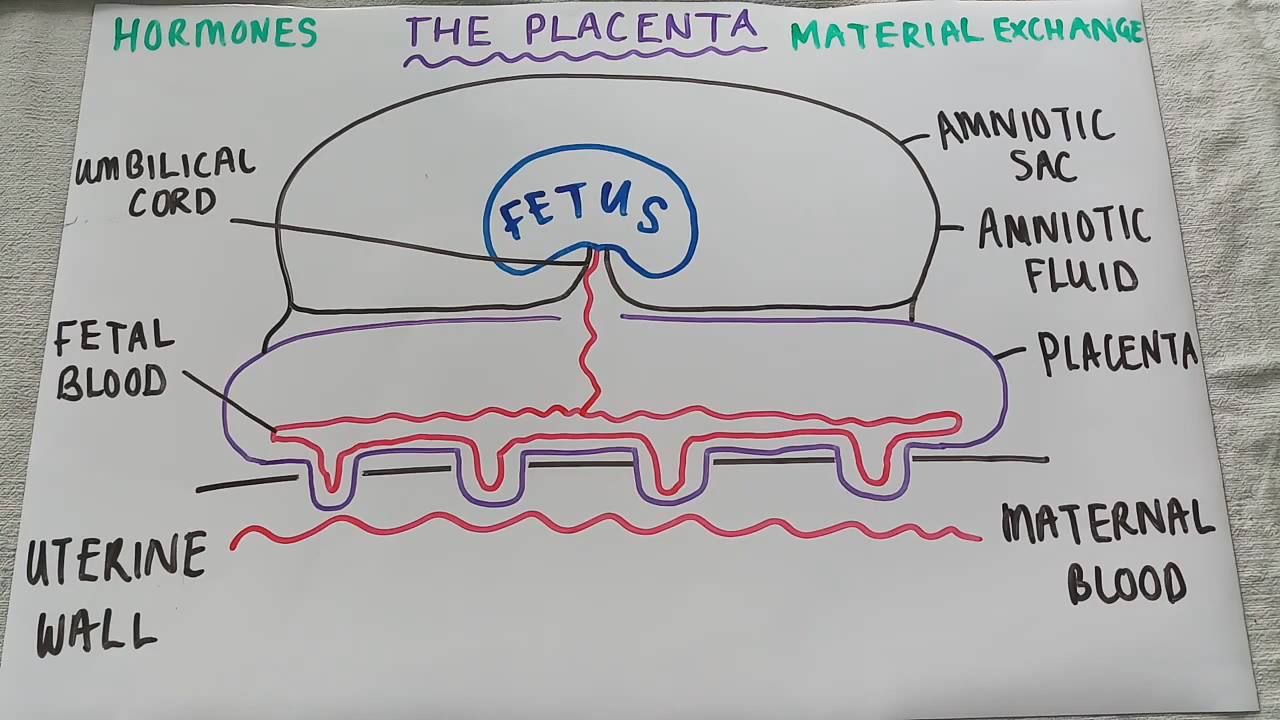 HORMONES
THE PLACENTA
MATERIAL EXCHANGE
UMBILICAL
CORD
FETUS
AMNIOTIC
SAC
AMNIOTIC
FLUID
FETAL
BLOOD
PLACENTA
UTERINE
WALL
MATERNAL
BLOOD